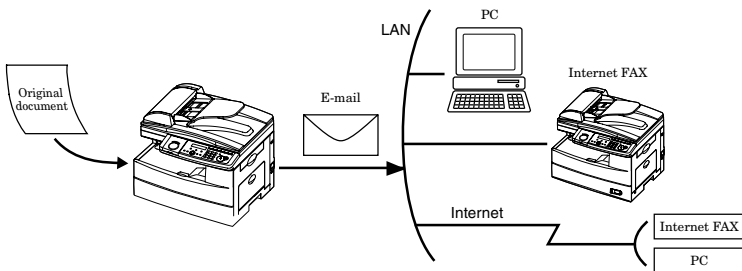 Original
document
E-mail
LAN
PC
Internet FAX
Internet
Internet FAX
PC